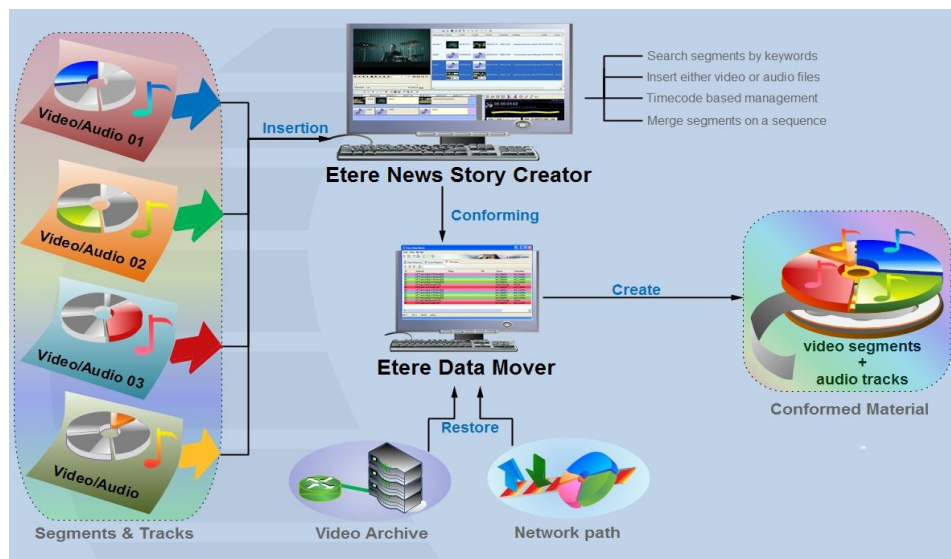 Video/Audio 01
Video/Audio 02
Video/Audio 03
Video/Audio
Segments & Tracks
Insertion
Etere News Story Creator
Search segments by keywords
Insert either video or audio files
Timecode based management
Merge segments on a sequence
Conforming
Etere Data Mover
Create
Restore
Video Archive
Network path
video segments
+
audio tracks
Conformed Material